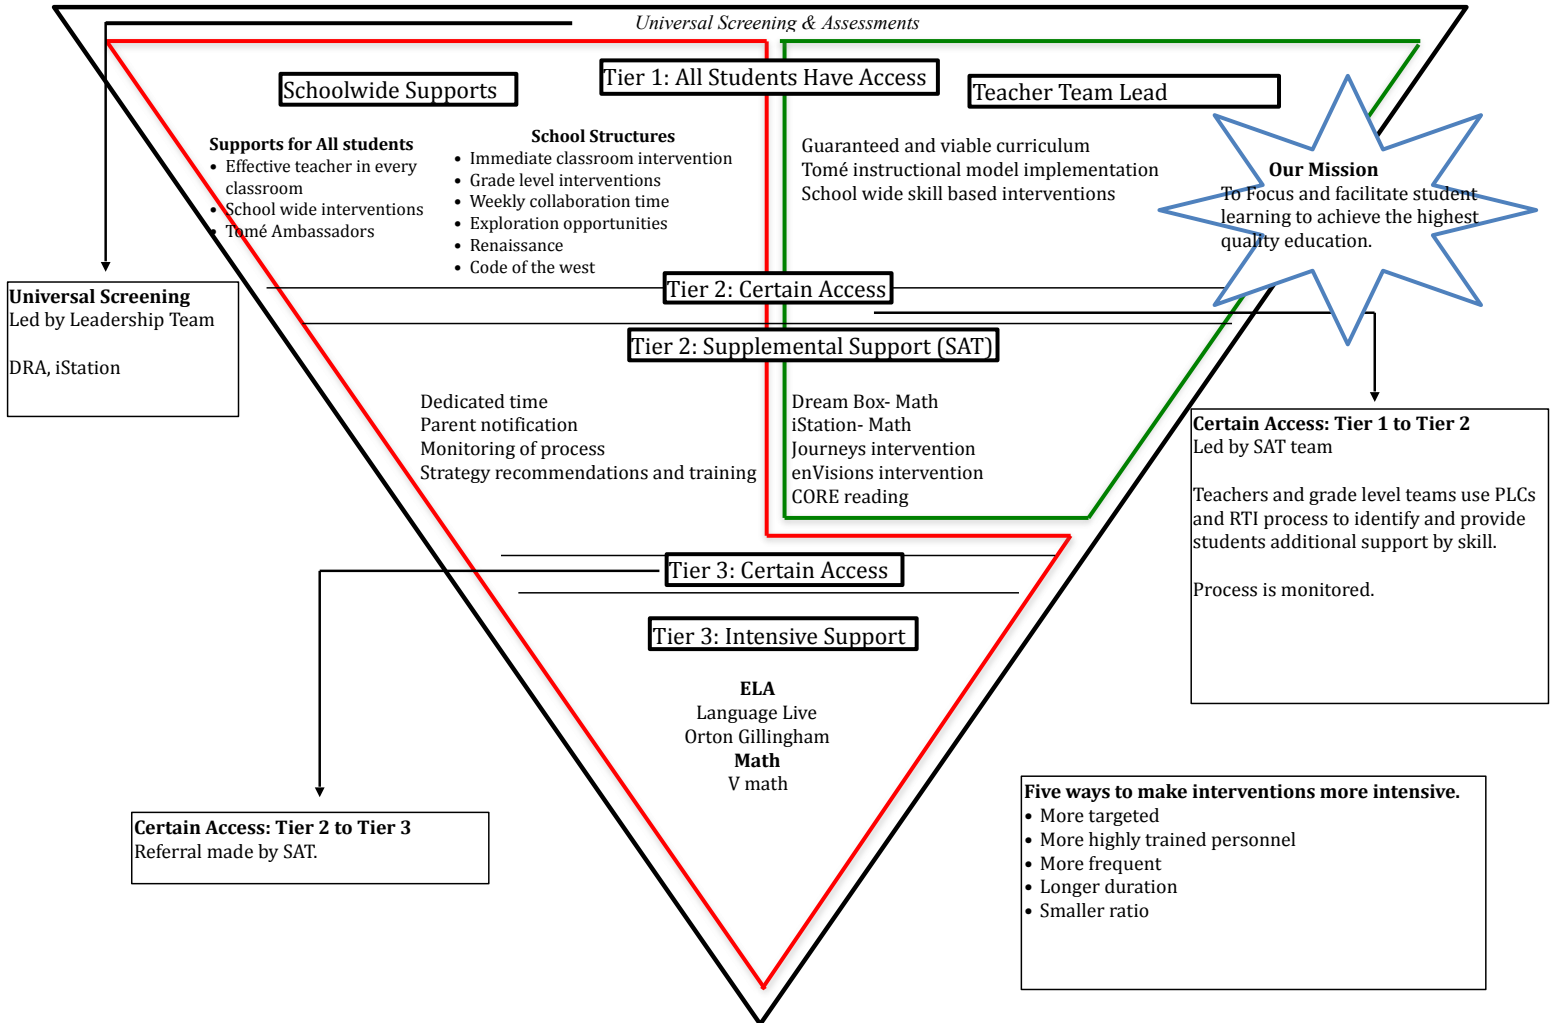 Universal Screening & Assessments
Tier 1: All Students Have Access
Schoolwide Supports
Teacher Team Lead
Supports for All students
• Effective teacher in every
classroom
• School wide interventions
• Tomé Ambassadors
School Structures
• Immediate classroom intervention
• Grade level interventions
• Weekly collaboration time
• Exploration opportunities
• Renaissance
• Code of the west
Guaranteed and viable curriculum
Tomé instructional model implementation
School wide skill based interventions
Our Mission
To Focus and facilitate student
learning to achieve the highest
quality education.
Universal Screening
Led by Leadership Team
DRA, iStation
Tier 2: Certain Access
Tier 2: Supplemental Support (SAT)
Dedicated time
Parent notification
Monitoring of process
Strategy recommendations and training
Dream Box- Math
iStation- Math
Journeys intervention
enVisions intervention
CORE reading
Certain Access: Tier 1 to Tier 2
Led by SAT team
Teachers and grade level teams use PLCs
and RTI process to identify and provide
students additional support by skill.
Process is monitored.
Tier 3: Certain Access
Tier 3: Intensive Support
ELA
Language Live
Orton Gillingham
Math
V math
Certain Access: Tier 2 to Tier 3
Referral made by SAT.
Five ways to make interventions more intensive.
• More targeted
• More highly trained personnel
• More frequent
• Longer duration
• Smaller ratio